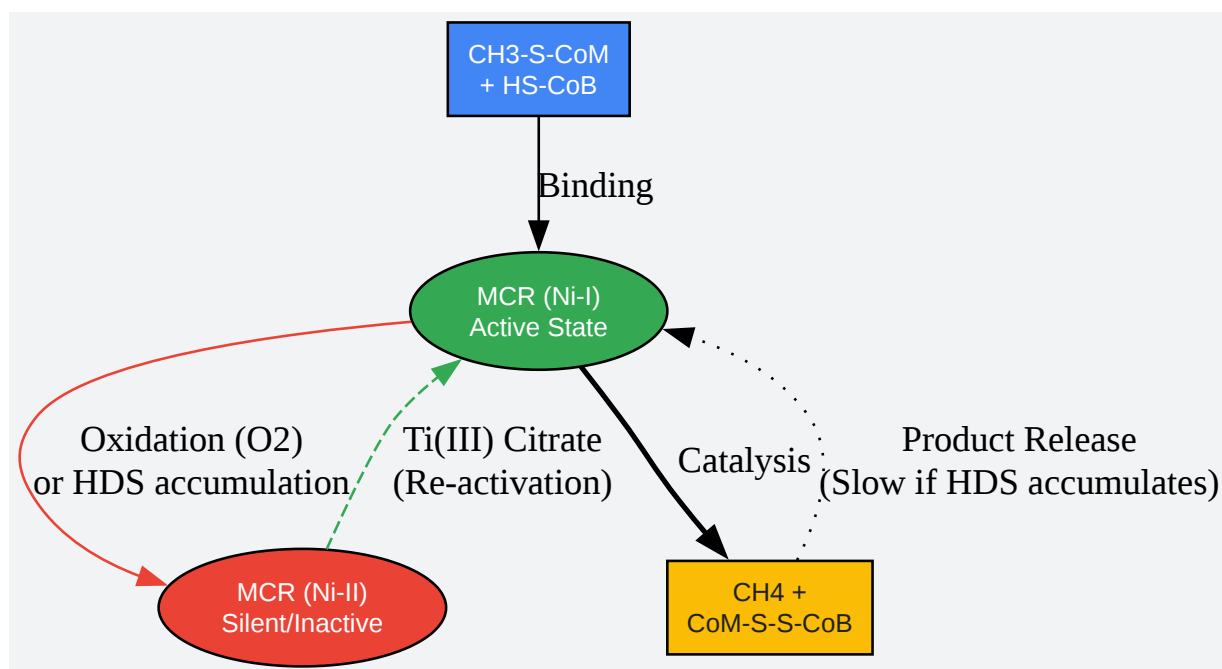 CH3-S-CoM
+ HS-CoB
Binding
MCR (Ni-I)
Active State
Oxidation (O2)
or HDS accumulation
Ti(III) Citrate
(Re-activation)
Catalysis
Product Release
(Slow if HDS accumulates)
MCR (Ni-II)
Silent/Inactive
CH4 +
CoM-S-S-CoB